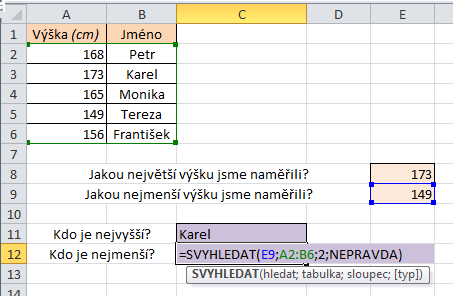 A B C D E
1 Výška (cm) Jméno
2 168 Petr
3 173 Karel
4 165 Monika
5 149 Tereza
6 156 František
7
8 Jakou největší výšku jsme naměřili? 173
9 Jakou nejmenší výšku jsme naměřili? 149
10
11 Kdo je nejvyšší? Karel
12 Kdo je nejmenší? =SVYHLEDAT(E9;A2:B6;2;NEPRAVDA)
13 SVYHLEDAT(hledat; tabulka; sloupec; [typ])